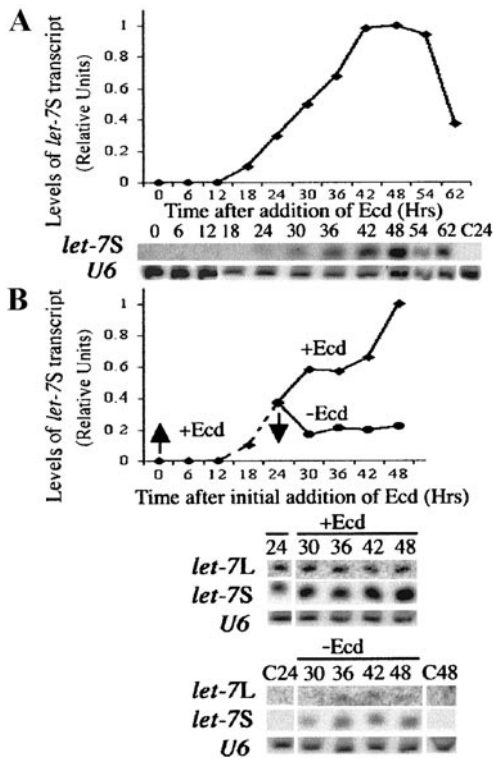 A
Levels of let-7S transcript
(Relative Units)
1
0.8
0.6
0.4
0.2
0
0 6 12 18 24 30 36 42 48 54 62
Time after addition of Ecd (Hrs)
0 6 12 18 24 30 36 42 48 54 62 C24
let-7S
U6
B
Levels of let-7S transcript
(Relative Units)
1
0.8
0.6
0.4
0.2
0
+Ecd
+Ecd
-Ecd
0 6 12 18 24 30 36 42 48
Time after initial addition of Ecd (Hrs)
+Ecd
24 30 36 42 48
let-7L
let-7S
U6
-Ecd
C24 30 36 42 48 C48
let-7L
let-7S
U6